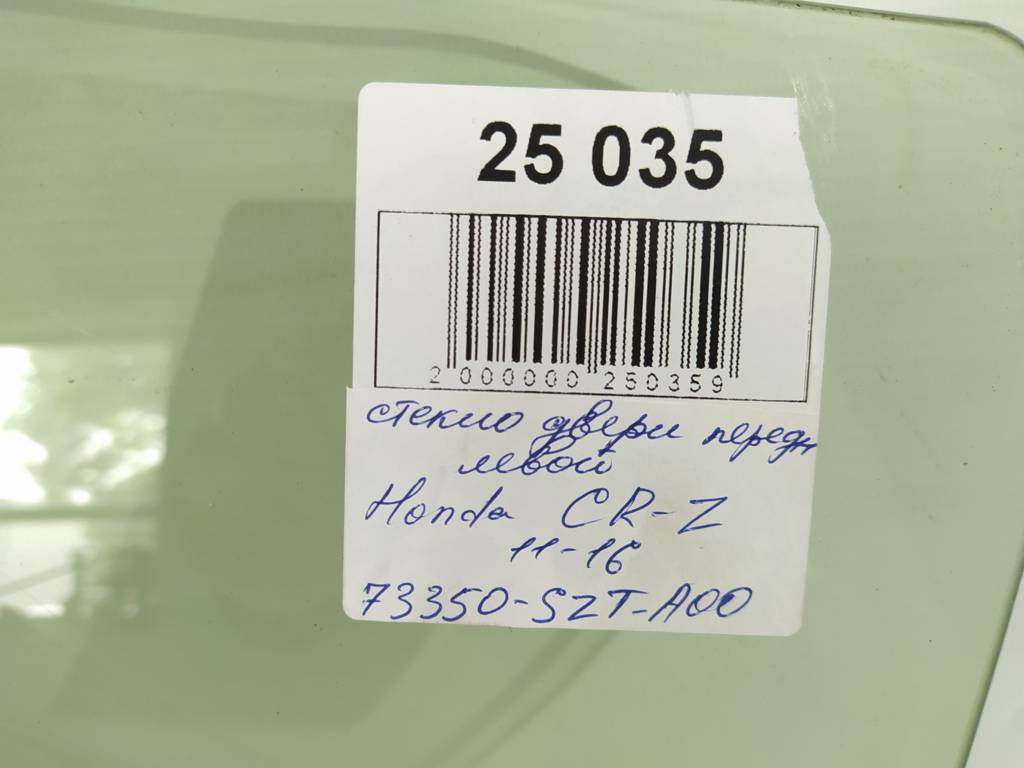 25 035
2 000000 250359
стекло двери передн
левой
Honda CR-Z
11-16
73350-SZT-A00